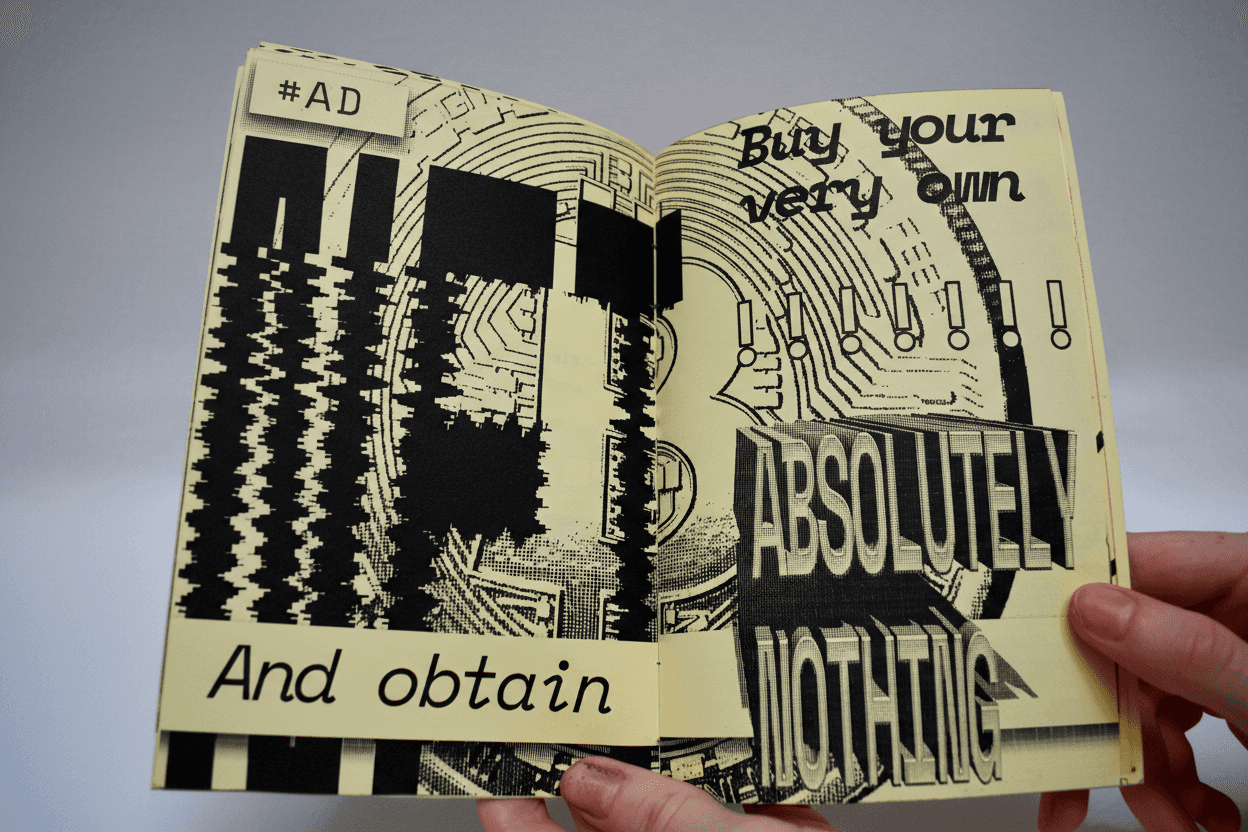 #AD
NFT
And obtain
Buy your
very own
!!!!!!!
ABSOLUTELY
NOTHING